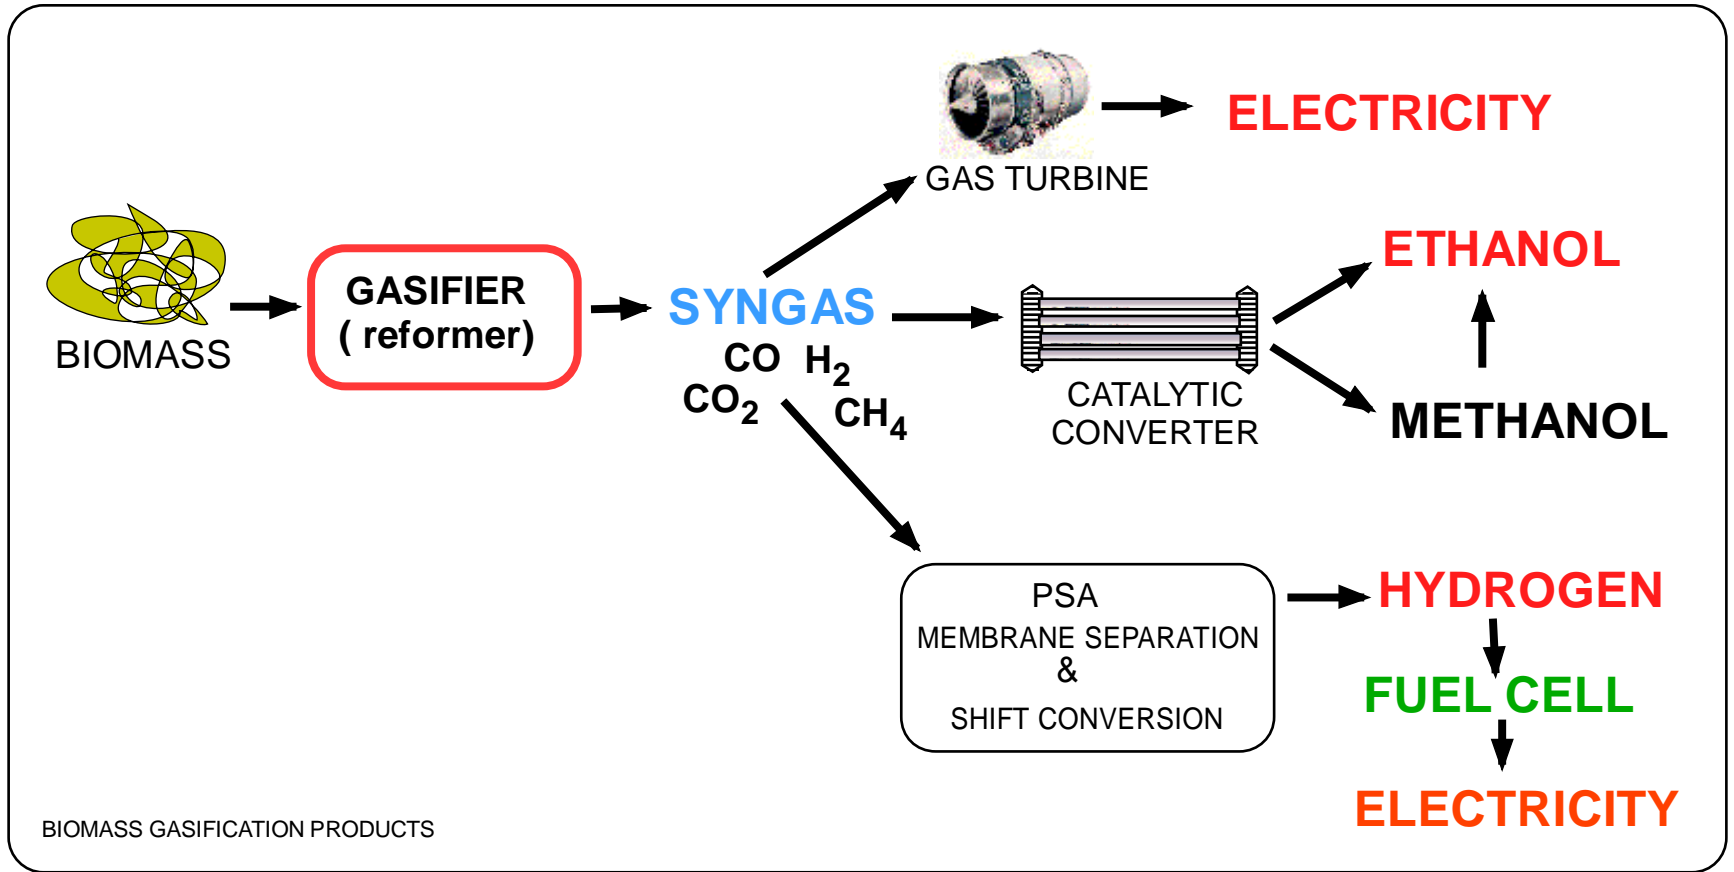 ELECTRICITY
GAS TURBINE
BIOMASS
GASIFIER
( reformer)
SYNGAS
CO H2
CO2 CH4
CATALYTIC
CONVERTER
ETHANOL
METHANOL
PSA
MEMBRANE SEPARATION
&
SHIFT CONVERSION
HYDROGEN
FUEL CELL
ELECTRICITY
BIOMASS GASIFICATION PRODUCTS